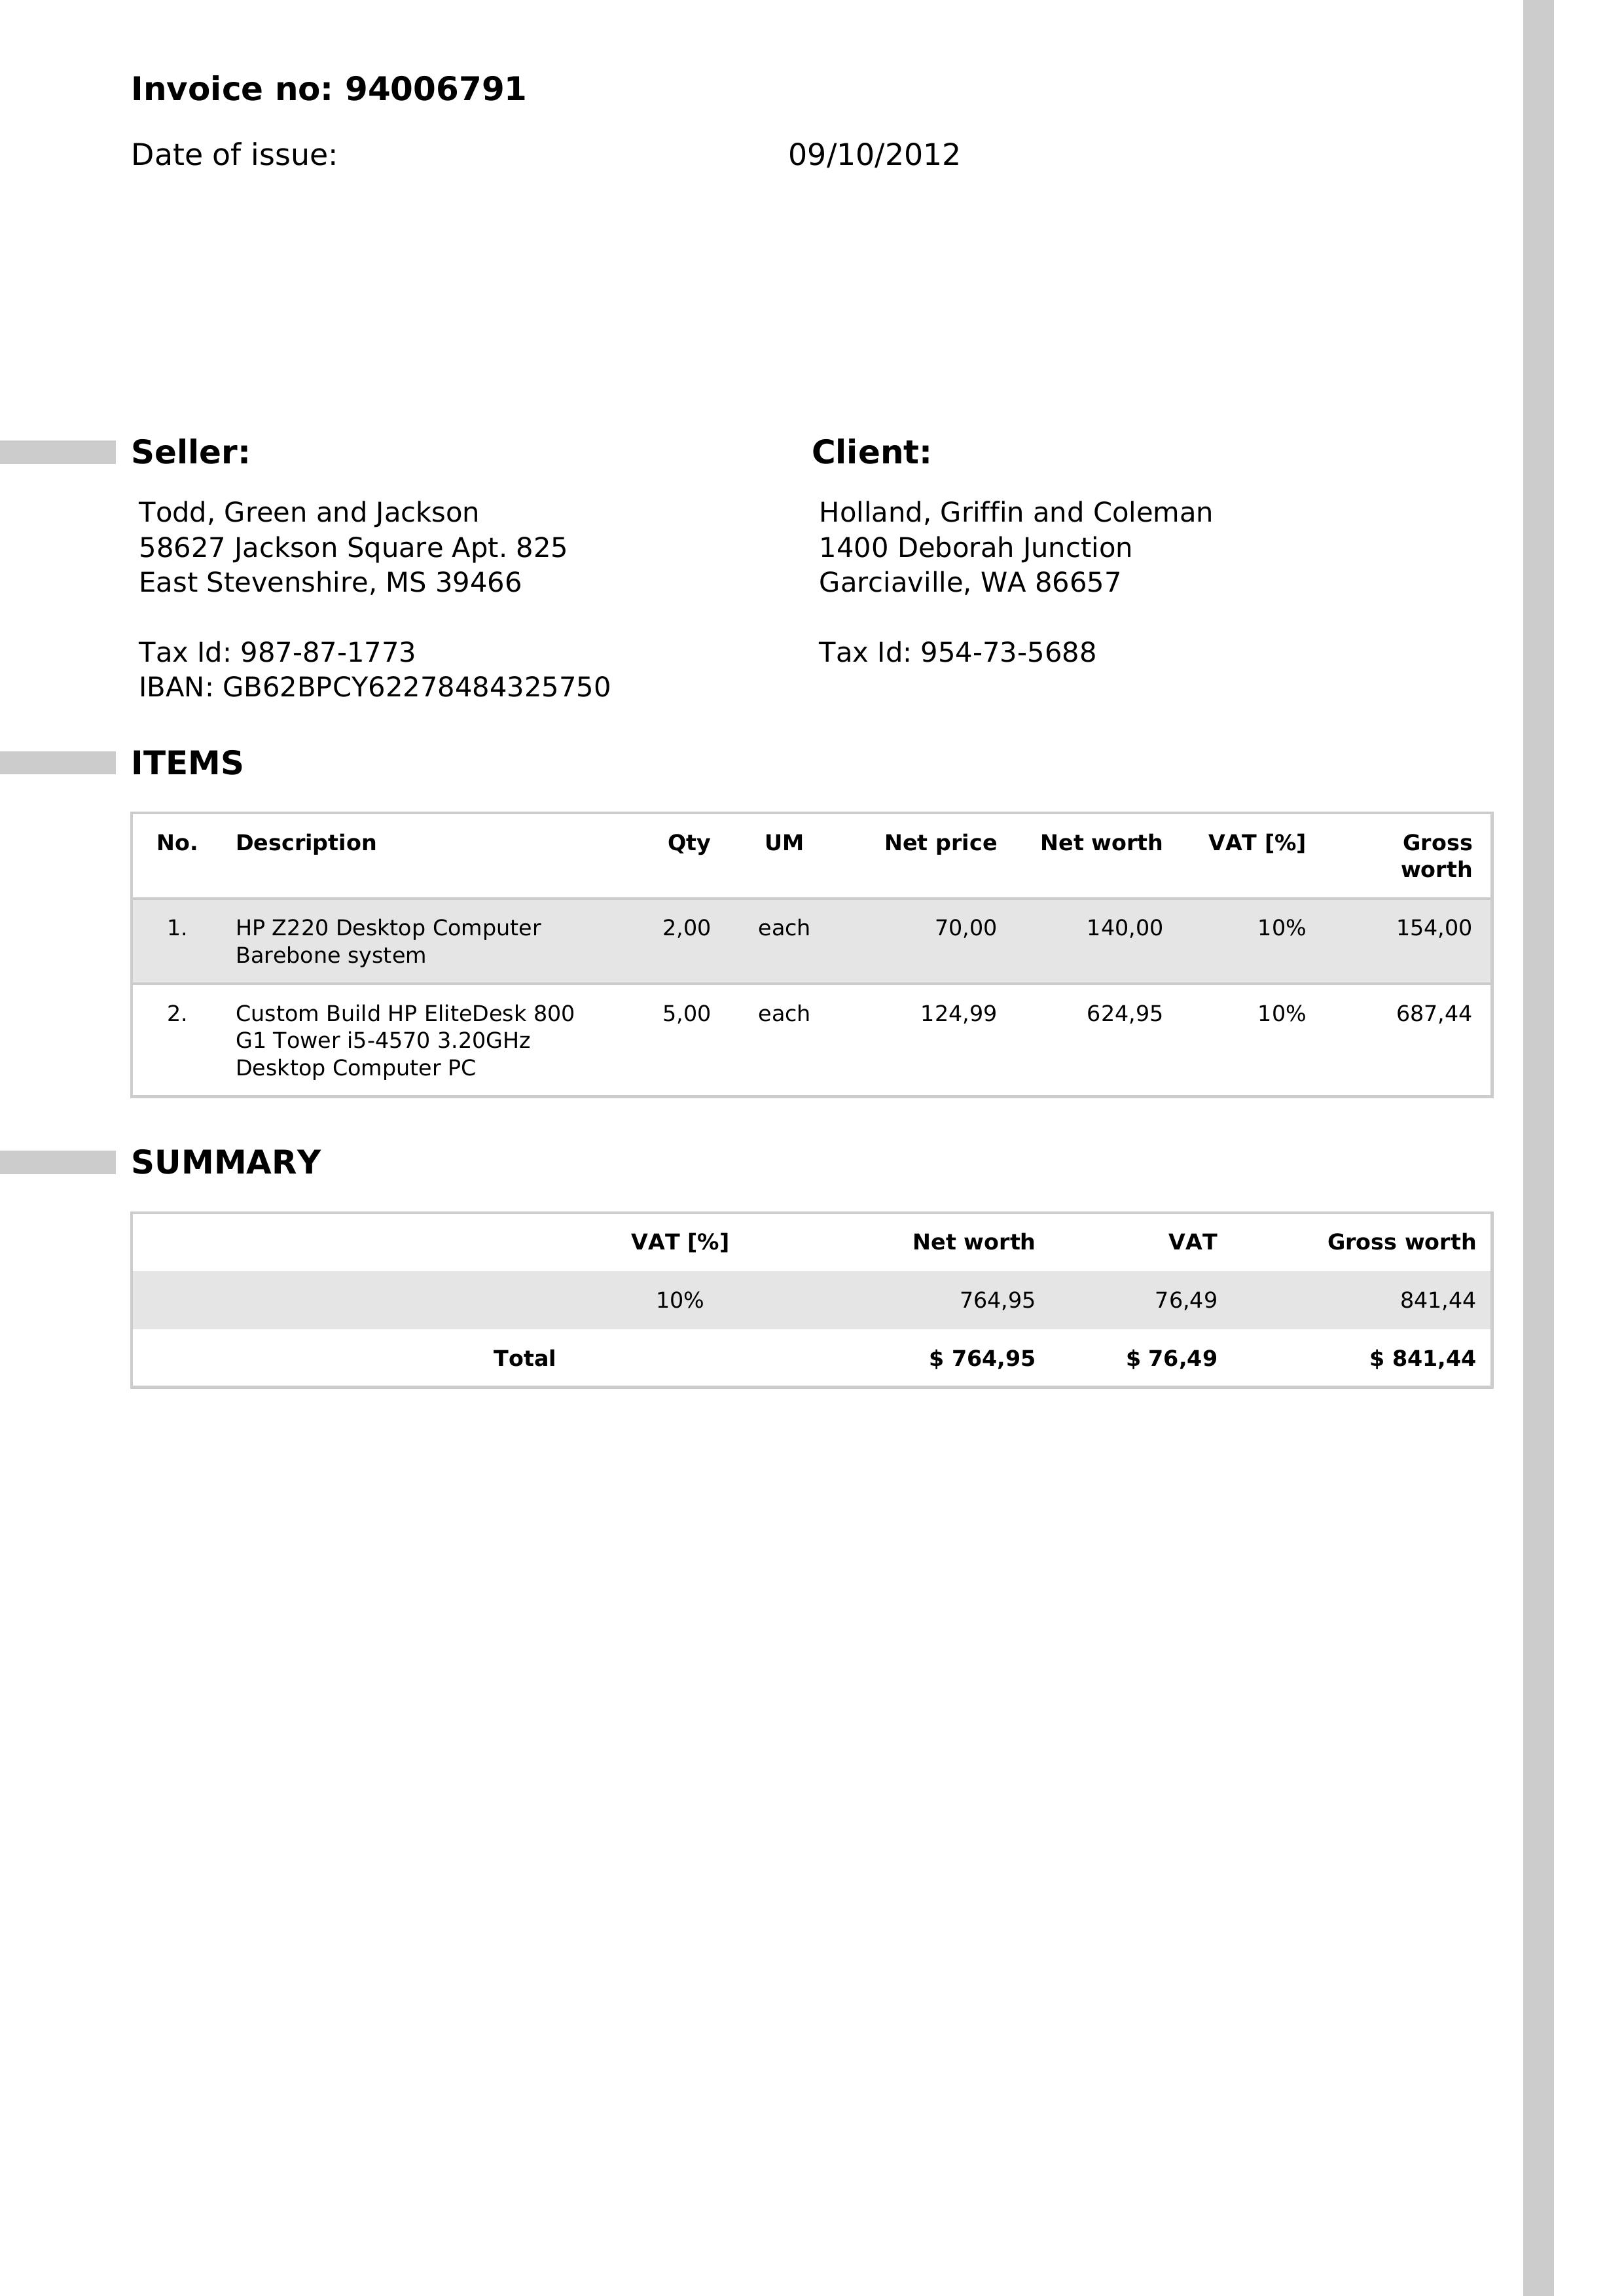 Invoice no: 94006791
Date of issue: 09/10/2012
Seller:
Todd, Green and Jackson
58627 Jackson Square Apt. 825
East Stevenshire, MS 39466
Tax Id: 987-87-1773
IBAN: GB62BPCY62278484325750
Client:
Holland, Griffin and Coleman
1400 Deborah Junction
Garciaville, WA 86657
Tax Id: 954-73-5688
ITEMS
No. Description Qty UM Net price Net worth VAT [%] Gross
worth
1. HP Z220 Desktop Computer 2,00 each 70,00 140,00 10% 154,00
Barebone system
2. Custom Build HP EliteDesk 800 5,00 each 124,99 624,95 10% 687,44
G1 Tower i5-4570 3.20GHz
Desktop Computer PC
SUMMARY
VAT [%] Net worth VAT Gross worth
10% 764,95 76,49 841,44
Total $ 764,95 $ 76,49 $ 841,44